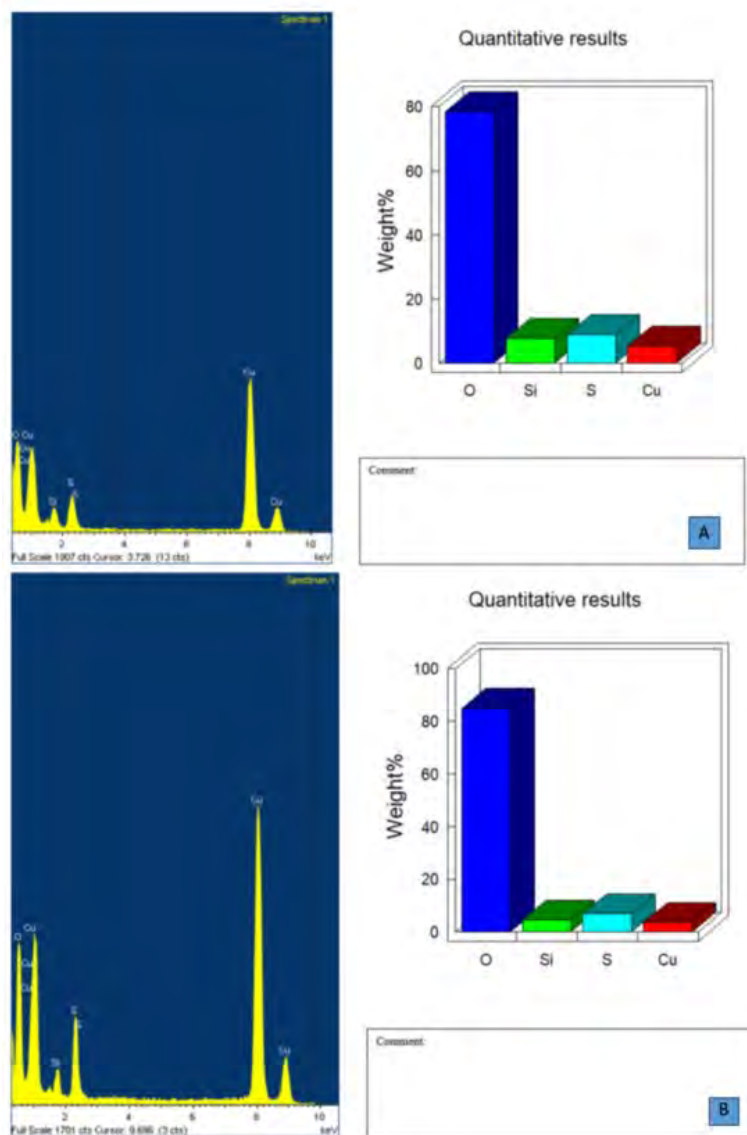 Spectrum 1
O Cu
Cu
Si
S
S
Cu
Cu
2 4 6 8 10
Full Scale 1007 cts Cursor: 3.726 (13 cts) keV
Quantitative results
Weight%
80
60
40
20
0
O Si S Cu
Comment:
A
Spectrum 1
O
Cu
Cu
Cu
Si
S
S
Cu
Cu
2 4 6 8 10
Full Scale 1701 cts Cursor: 9.696 (3 cts) keV
Quantitative results
Weight%
100
80
60
40
20
0
O Si S Cu
Comment:
B